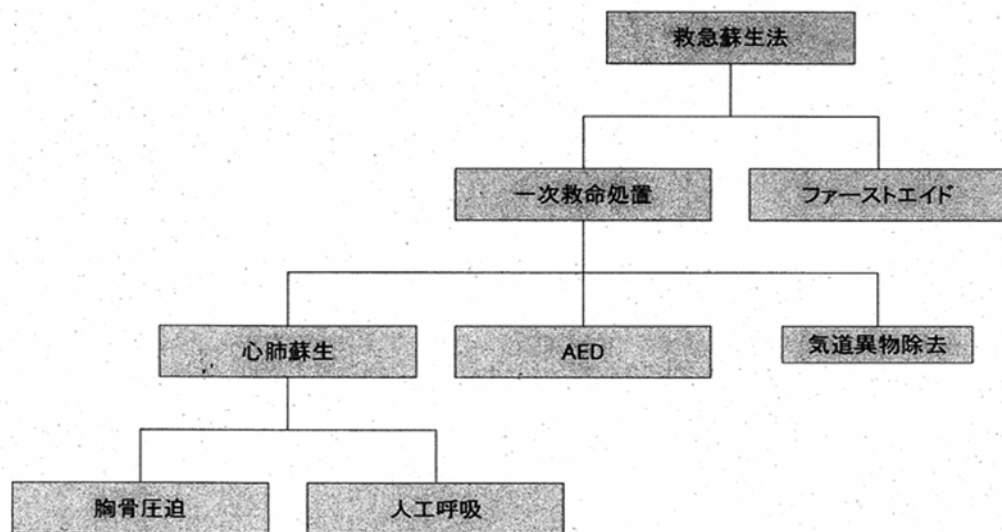 救急蘇生法
一次救命処置
ファーストエイド
心肺蘇生
AED
気道異物除去
胸骨圧迫
人工呼吸